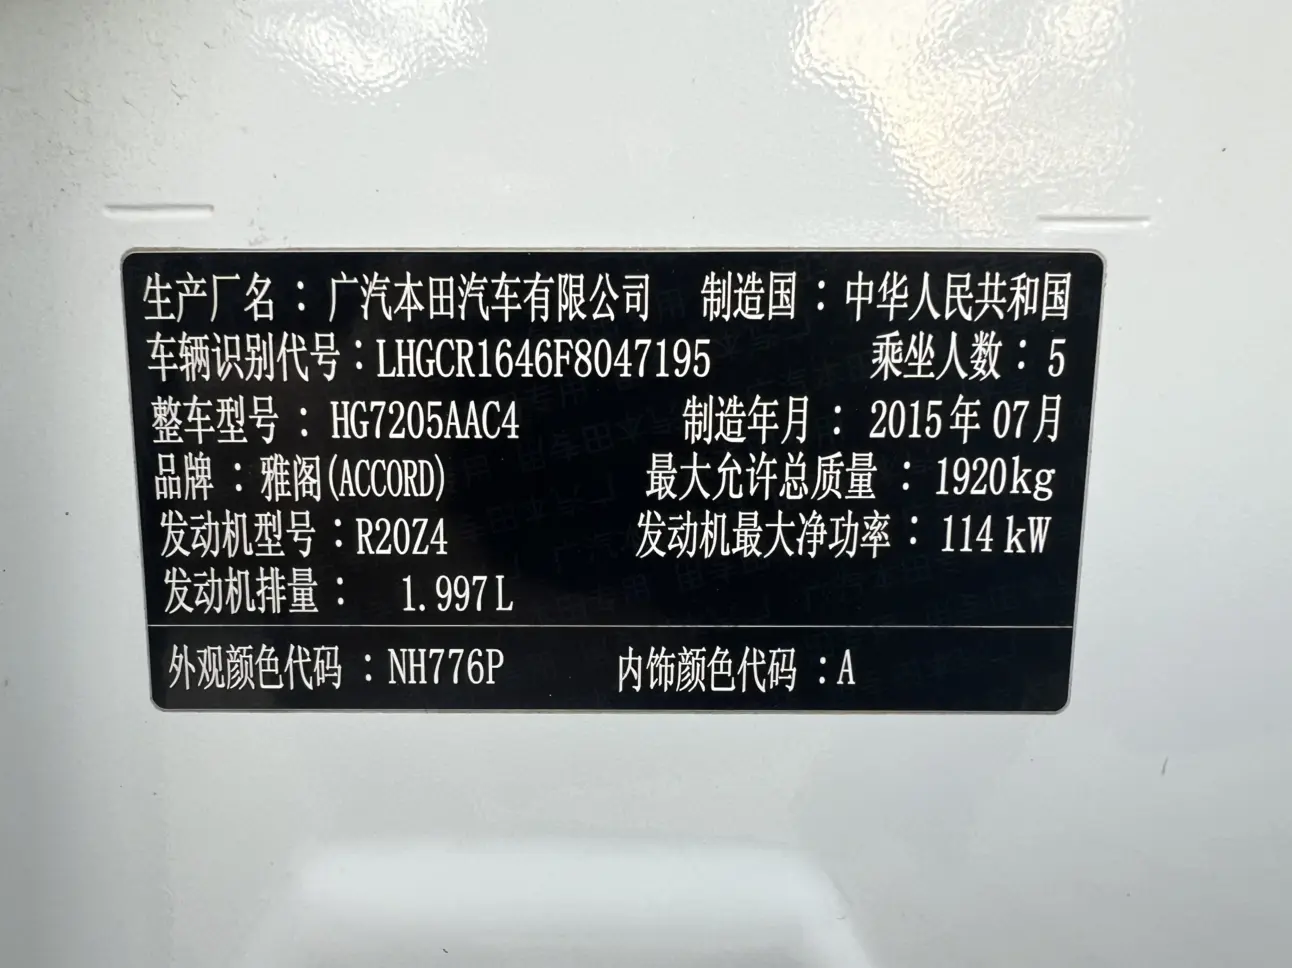 生产厂名：广汽本田汽车有限公司 制造国：中华人民共和国
车辆识别代号：LHGCR1646F8047195 乘坐人数：5
整车型号：HG7205AAC4 制造年月：2015年07月
品牌：雅阁(ACCORD) 最大允许总质量：1920kg
发动机型号：R20Z4 发动机最大净功率：114kW
发动机排量：1.997L
外观颜色代码：NH776P 内饰颜色代码：A